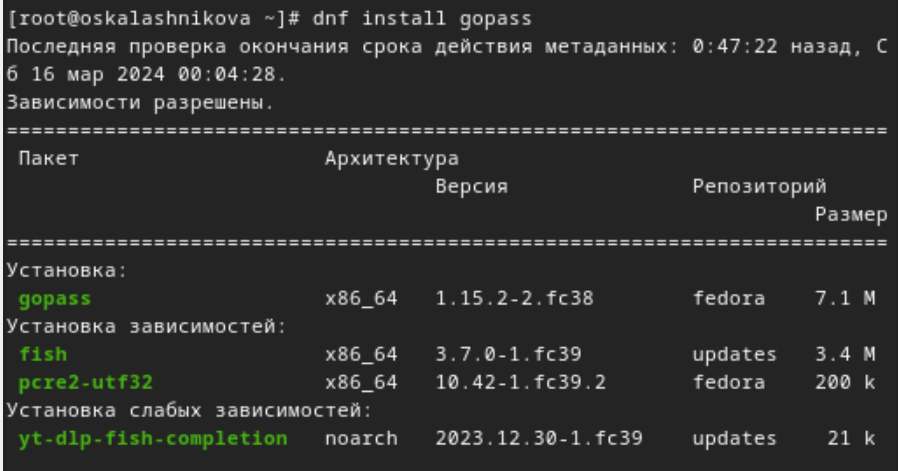 [root@oskalashnikova ~]# dnf install gopass
Последняя проверка окончания срока действия метаданных: 0:47:22 назад, С
б 16 мар 2024 00:04:28.
Зависимости разрешены.
================================================================================
Пакет Архитектура
Версия Репозиторий
Размер
================================================================================
Установка:
gopass x86_64 1.15.2-2.fc38 fedora 7.1 M
Установка зависимостей:
fish x86_64 3.7.0-1.fc39 updates 3.4 M
pcre2-utf32 x86_64 10.42-1.fc39.2 fedora 200 k
Установка слабых зависимостей:
yt-dlp-fish-completion noarch 2023.12.30-1.fc39 updates 21 k